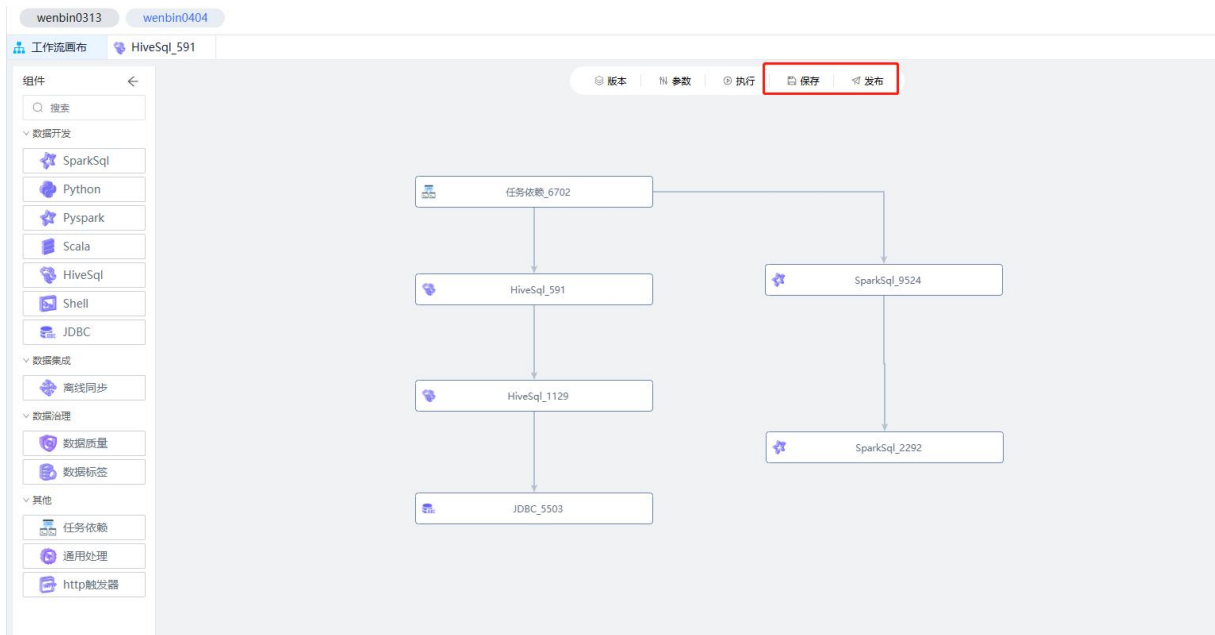 wenbin0313 wenbin0404
工作流画布 HiveSql_591
组件
版本 参数 执行 保存 发布
搜索
数据开发
SparkSql
Python
Pyspark
Scala
HiveSql
Shell
JDBC
数据集成
离线同步
数据治理
数据质量
数据标签
其他
任务依赖
通用处理
http触发器
任务依赖_6702
HiveSql_591
SparkSql_9524
HiveSql_1129
SparkSql_2292
JDBC_5503